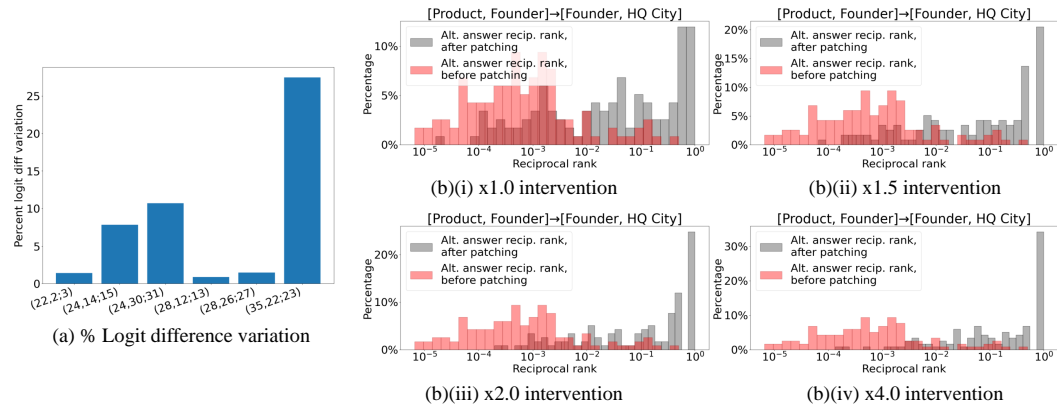 Percent logit diff variation
25
20
15
10
5
0
(22,2;3)
(24,14;15)
(24,30;31)
(28,12;13)
(28,26;27)
(35,22;23)
(a) % Logit difference variation
[Product, Founder]→[Founder, HQ City]
Percentage
10%
5%
0%
Alt. answer recip. rank,
after patching
Alt. answer recip. rank,
before patching
10⁻⁵ 10⁻⁴ 10⁻³ 10⁻² 10⁻¹ 10⁰
Reciprocal rank
(b)(i) x1.0 intervention
[Product, Founder]→[Founder, HQ City]
Percentage
20%
15%
10%
5%
0%
Alt. answer recip. rank,
after patching
Alt. answer recip. rank,
before patching
10⁻⁵ 10⁻⁴ 10⁻³ 10⁻² 10⁻¹ 10⁰
Reciprocal rank
(b)(ii) x1.5 intervention
[Product, Founder]→[Founder, HQ City]
Percentage
20%
10%
0%
Alt. answer recip. rank,
after patching
Alt. answer recip. rank,
before patching
10⁻⁵ 10⁻⁴ 10⁻³ 10⁻² 10⁻¹ 10⁰
Reciprocal rank
(b)(iii) x2.0 intervention
[Product, Founder]→[Founder, HQ City]
Percentage
30%
20%
10%
0%
Alt. answer recip. rank,
after patching
Alt. answer recip. rank,
before patching
10⁻⁵ 10⁻⁴ 10⁻³ 10⁻² 10⁻¹ 10⁰
Reciprocal rank
(b)(iv) x4.0 intervention